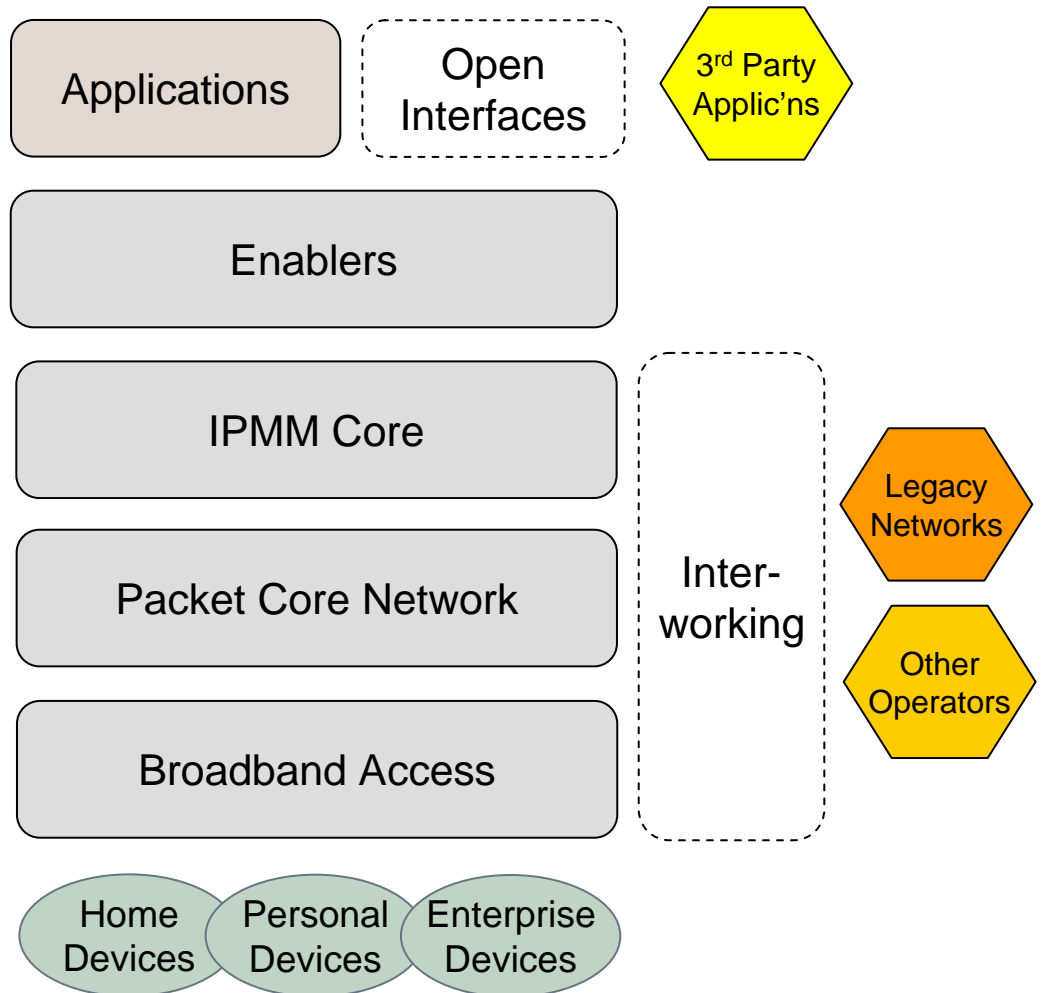 Applications
Open
Interfaces
3rd Party
Applic'ns
Enablers
IPMM Core
Packet Core Network
Broadband Access
Inter-
working
Legacy
Networks
Other
Operators
Home
Devices
Personal
Devices
Enterprise
Devices